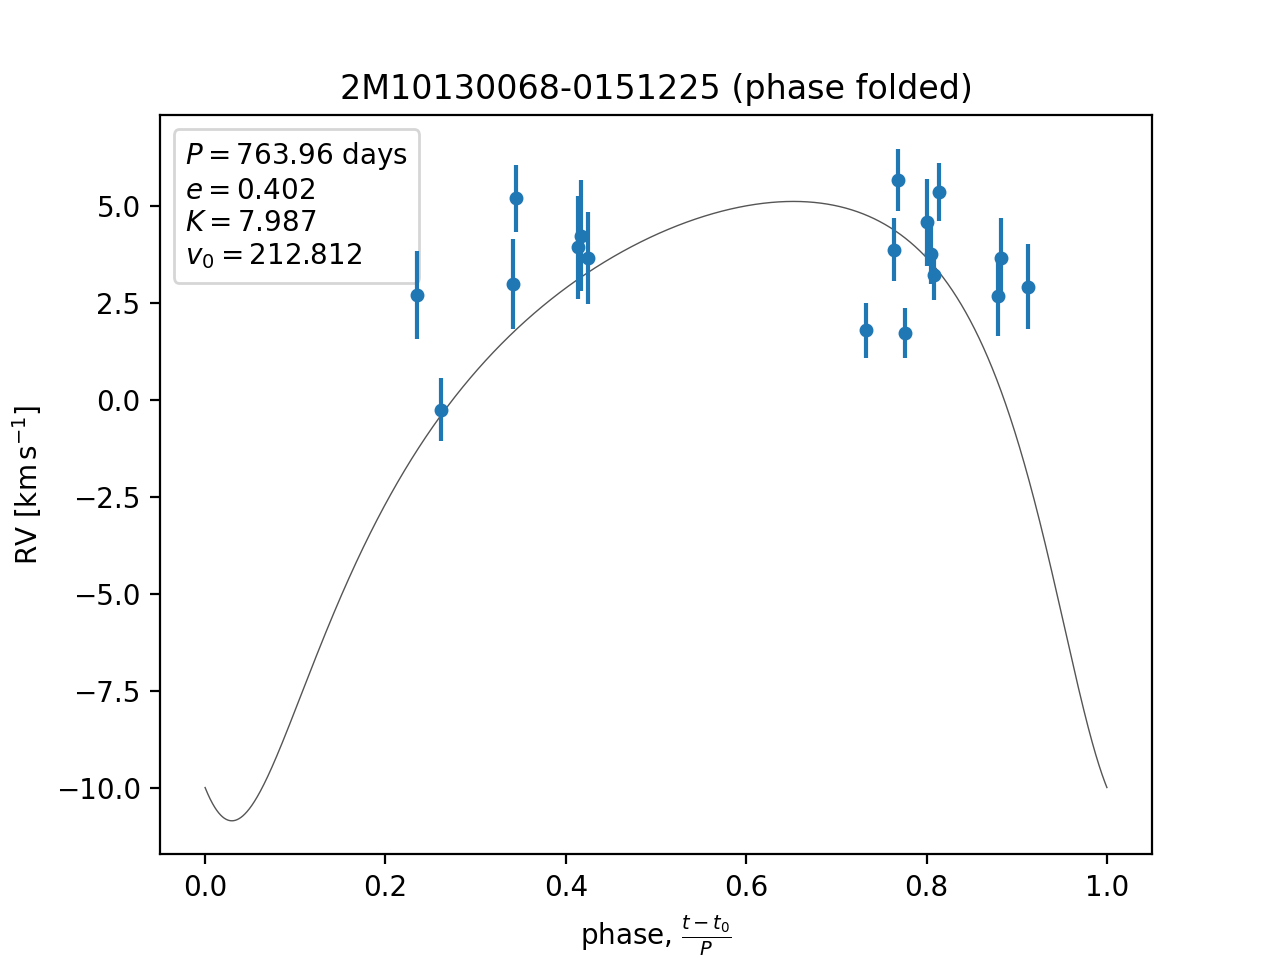 2M10130068-0151225 (phase folded)
P = 763.96 days
e = 0.402
K = 7.987
v₀ = 212.812
5.0
2.5
0.0
−2.5
−5.0
−7.5
−10.0
RV [km s⁻¹]
0.0 0.2 0.4 0.6 0.8 1.0
phase, (t − t₀)/P